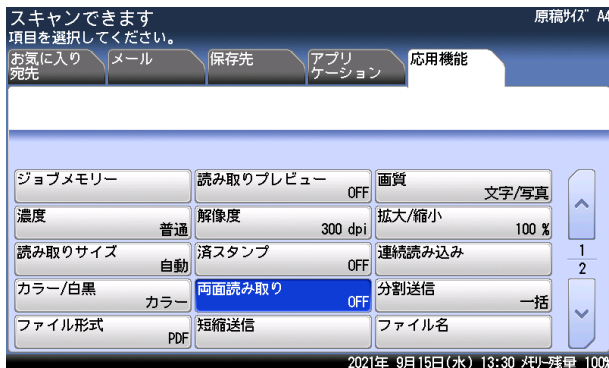 スキャンできます
原稿ｻｲｽﾞ A4
項目を選択してください。
お気に入り
宛先
メール
保存先
アプリ
ケーション
応用機能
ジョブメモリー
読み取りプレビュー
OFF
画質
文字/写真
濃度
普通
解像度
300 dpi
拡大/縮小
100 %
読み取りサイズ
自動
済スタンプ
OFF
連続読み込み
カラー/白黒
カラー
両面読み取り
OFF
分割送信
一括
ファイル形式
PDF
短縮送信
ファイル名
1
2
2021年 9月15日(水) 13:30 ﾒﾓﾘｰ残量 100%